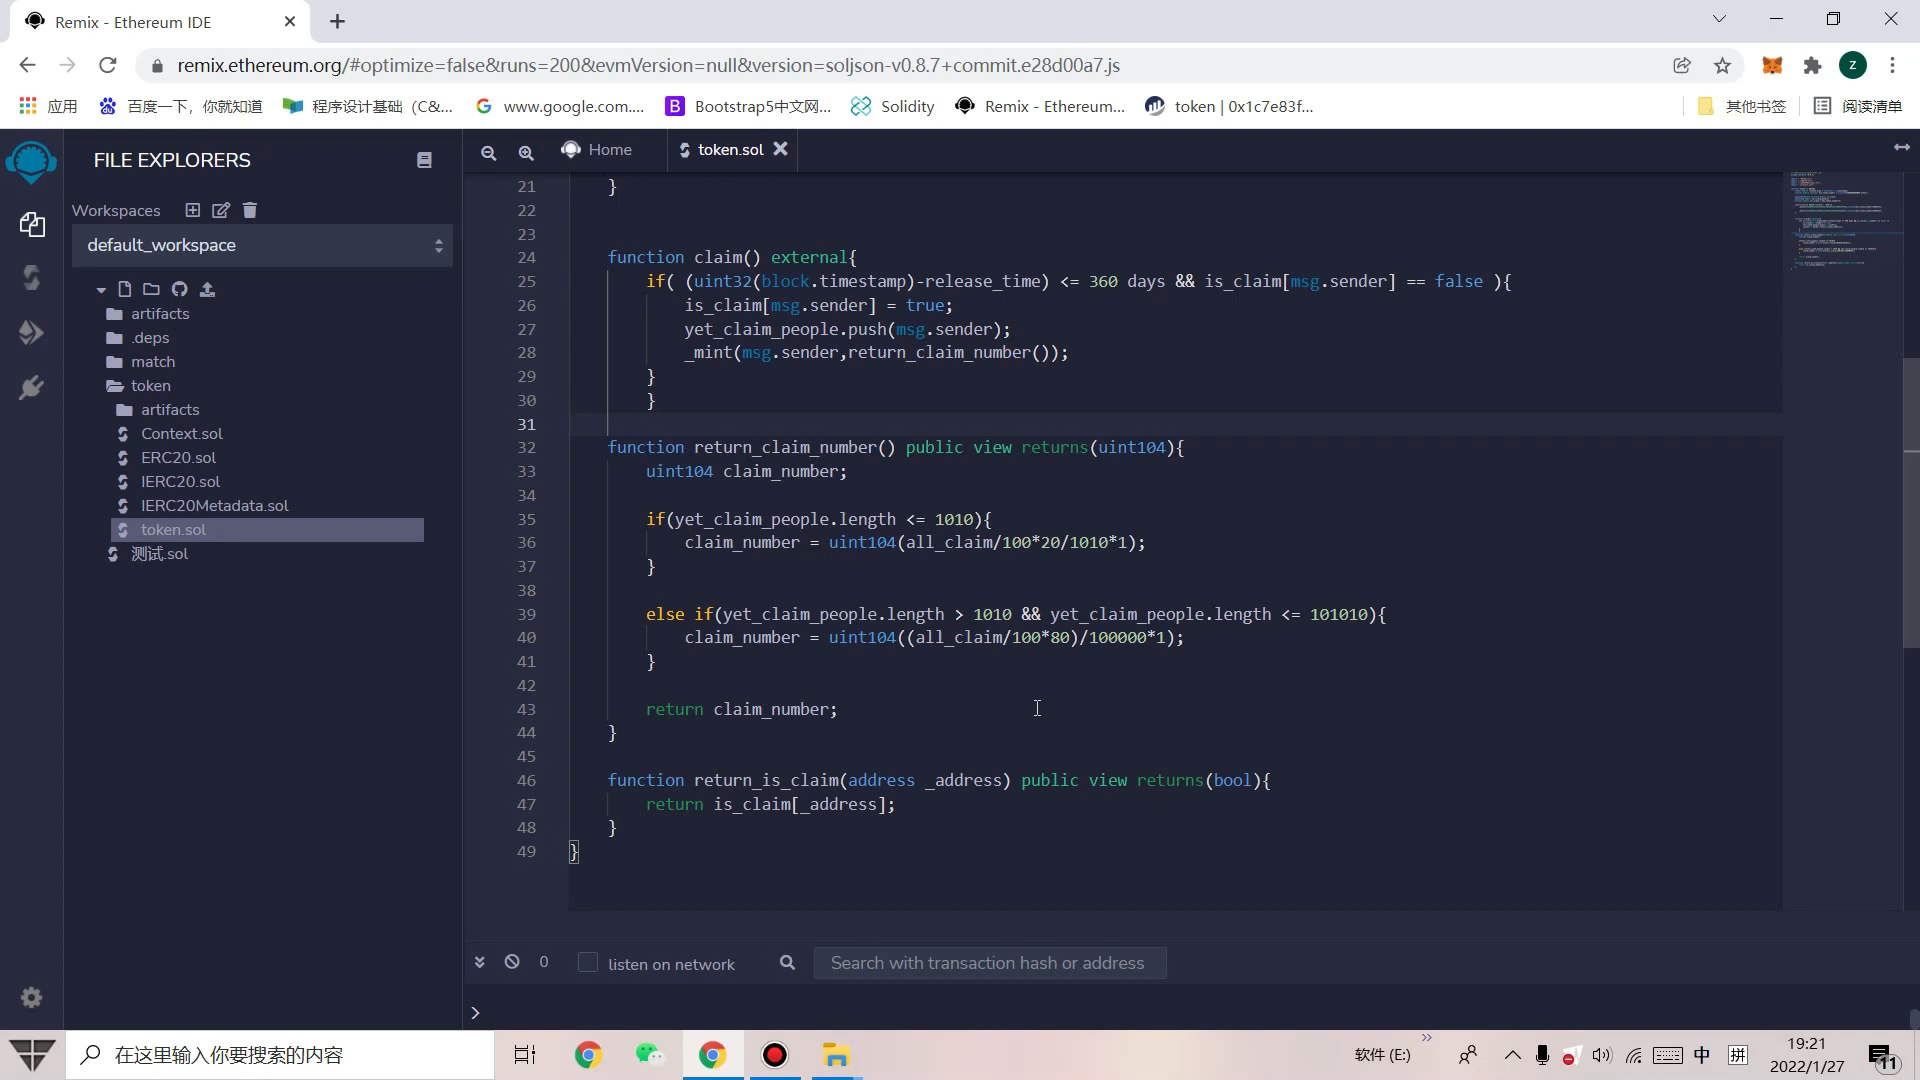 Remix - Ethereum IDE
remix.ethereum.org/#optimize=false&runs=200&evmVersion=null&version=soljson-v0.8.7+commit.e28d00a7.js
z
应用
百度一下，你就知道
程序设计基础（C&...
www.google.com....
Bootstrap5中文网...
Solidity
Remix - Ethereum...
token | 0x1c7e83f...
其他书签
阅读清单
FILE EXPLORERS
Workspaces
default_workspace
artifacts
.deps
match
token
artifacts
Context.sol
ERC20.sol
IERC20.sol
IERC20Metadata.sol
token.sol
测试.sol
Home
token.sol
21 }
22
23
24 function claim() external{
25 if( (uint32(block.timestamp)-release_time) <= 360 days && is_claim[msg.sender] == false ){
26 is_claim[msg.sender] = true;
27 yet_claim_people.push(msg.sender);
28 _mint(msg.sender,return_claim_number());
29 }
30 }
31
32 function return_claim_number() public view returns(uint104){
33 uint104 claim_number;
34
35 if(yet_claim_people.length <= 1010){
36 claim_number = uint104(all_claim/100*20/1010*1);
37 }
38
39 else if(yet_claim_people.length > 1010 && yet_claim_people.length <= 101010){
40 claim_number = uint104((all_claim/100*80)/100000*1);
41 }
42
43 return claim_number;
44 }
45
46 function return_is_claim(address _address) public view returns(bool){
47 return is_claim[_address];
48 }
49 }
0
listen on network
Search with transaction hash or address
>
在这里输入你要搜索的内容
软件 (E:)
中
拼
19:21
2022/1/27
11